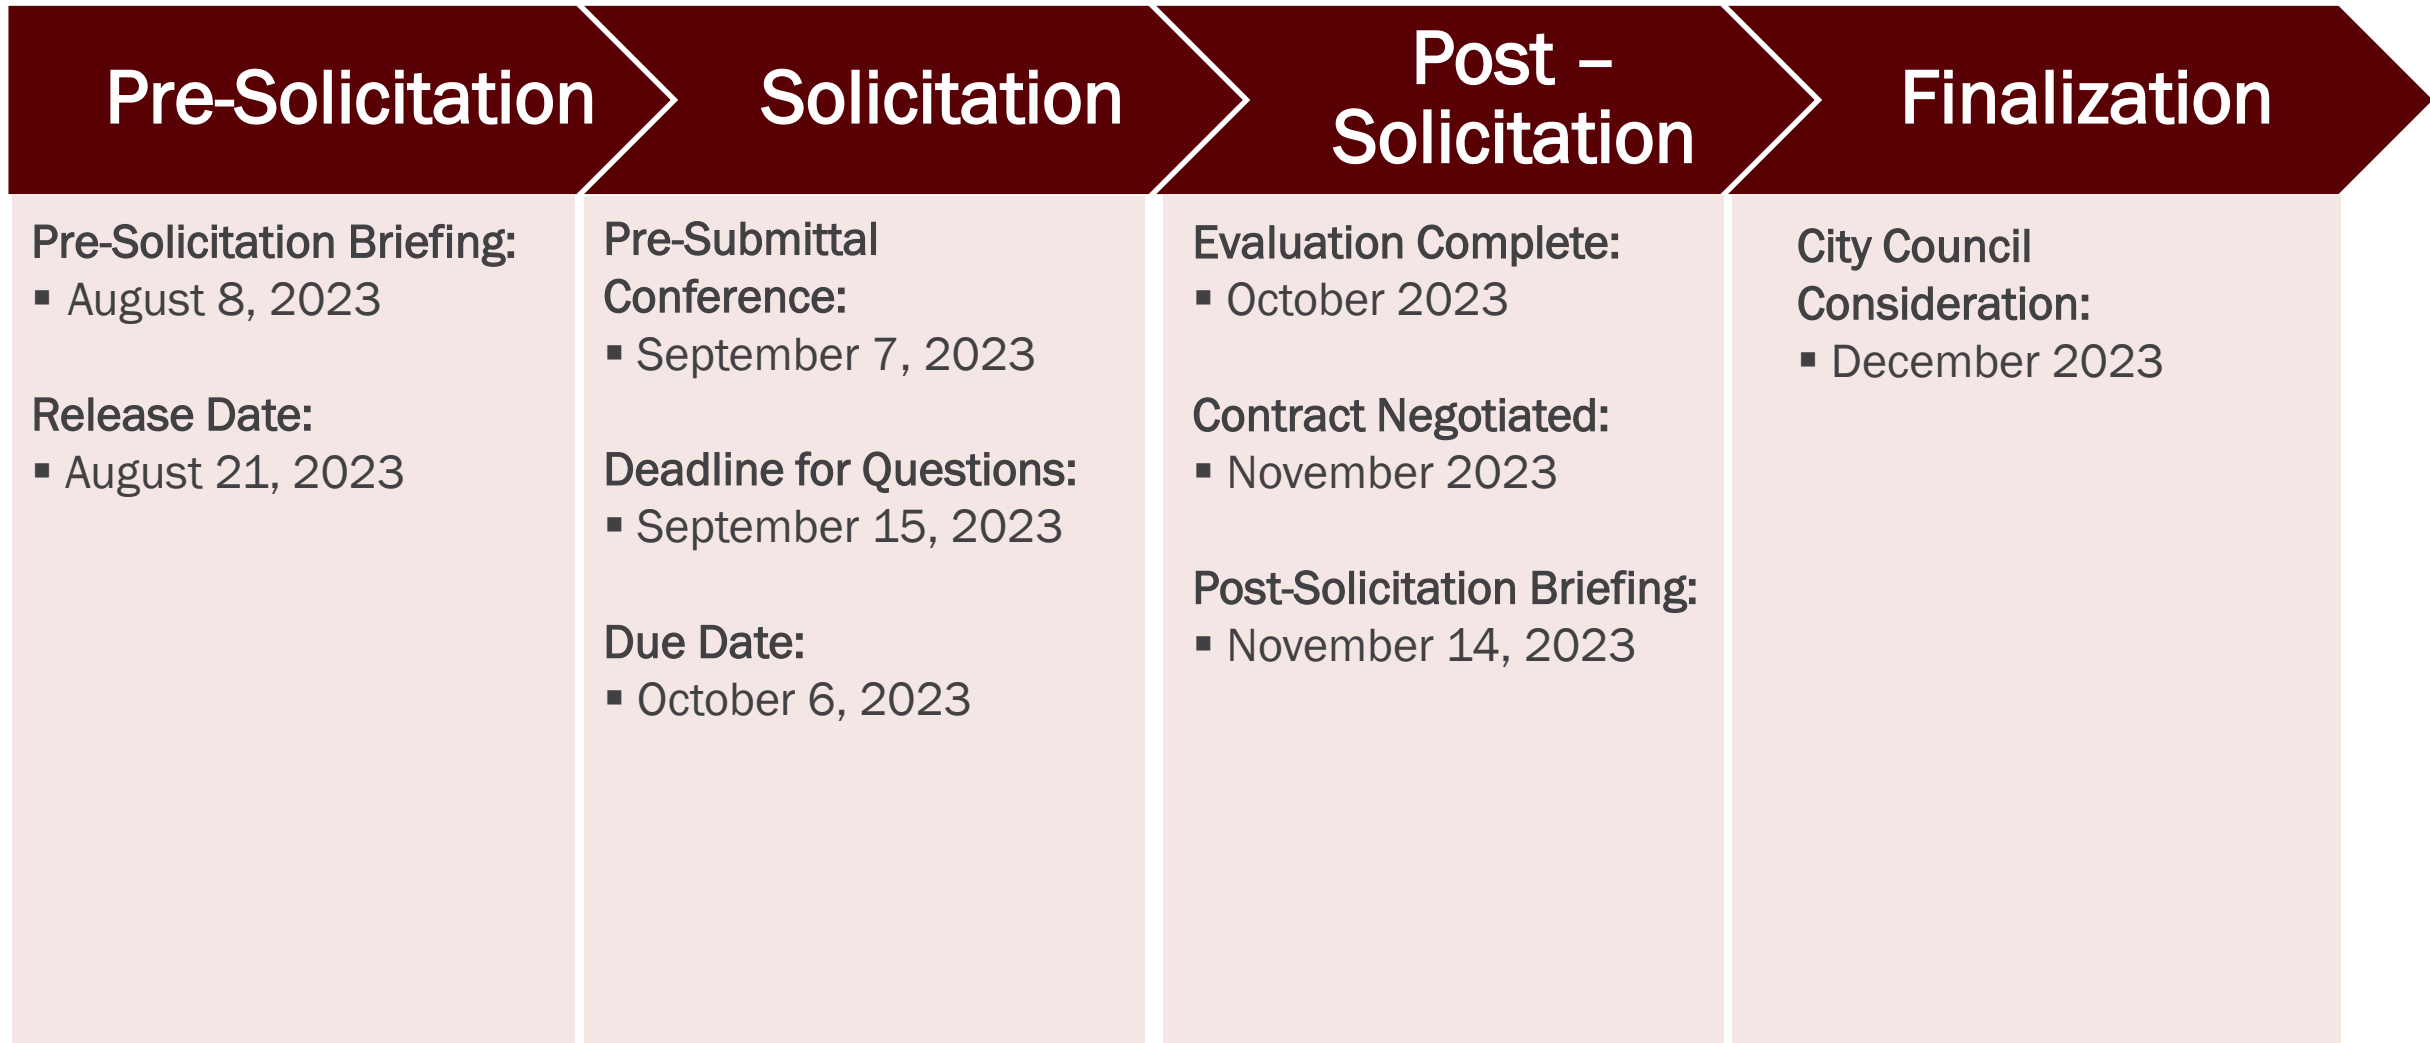 Pre-Solicitation
Solicitation
Post –
Solicitation
Finalization
Pre-Solicitation Briefing:
▪ August 8, 2023
Release Date:
▪ August 21, 2023
Pre-Submittal
Conference:
▪ September 7, 2023
Deadline for Questions:
▪ September 15, 2023
Due Date:
▪ October 6, 2023
Evaluation Complete:
▪ October 2023
Contract Negotiated:
▪ November 2023
Post-Solicitation Briefing:
▪ November 14, 2023
City Council
Consideration:
▪ December 2023